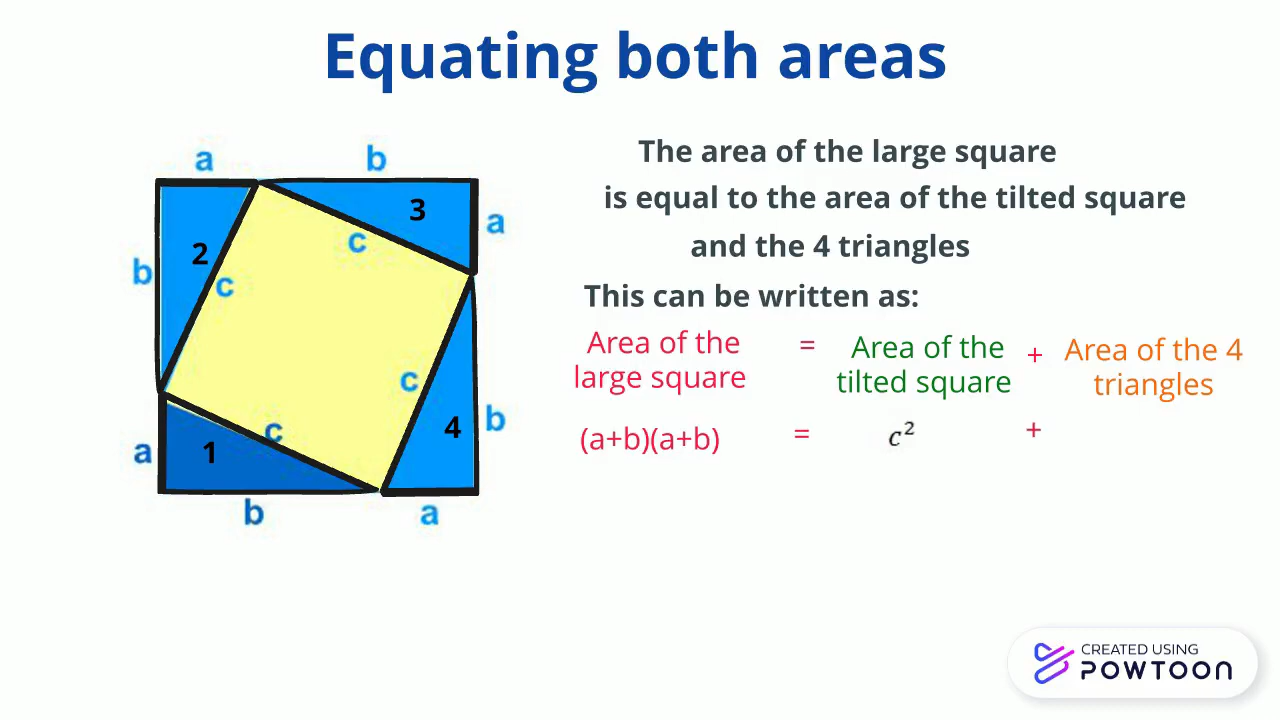 Equating both areas
a b
The area of the large square
is equal to the area of the tilted square
and the 4 triangles
This can be written as:
Area of the large square = Area of the tilted square + Area of the 4 triangles
(a+b)(a+b) = c² +
3
a
c
2
b
c
c
4
b
c
1
a
b
a
CREATED USING
POWTOON